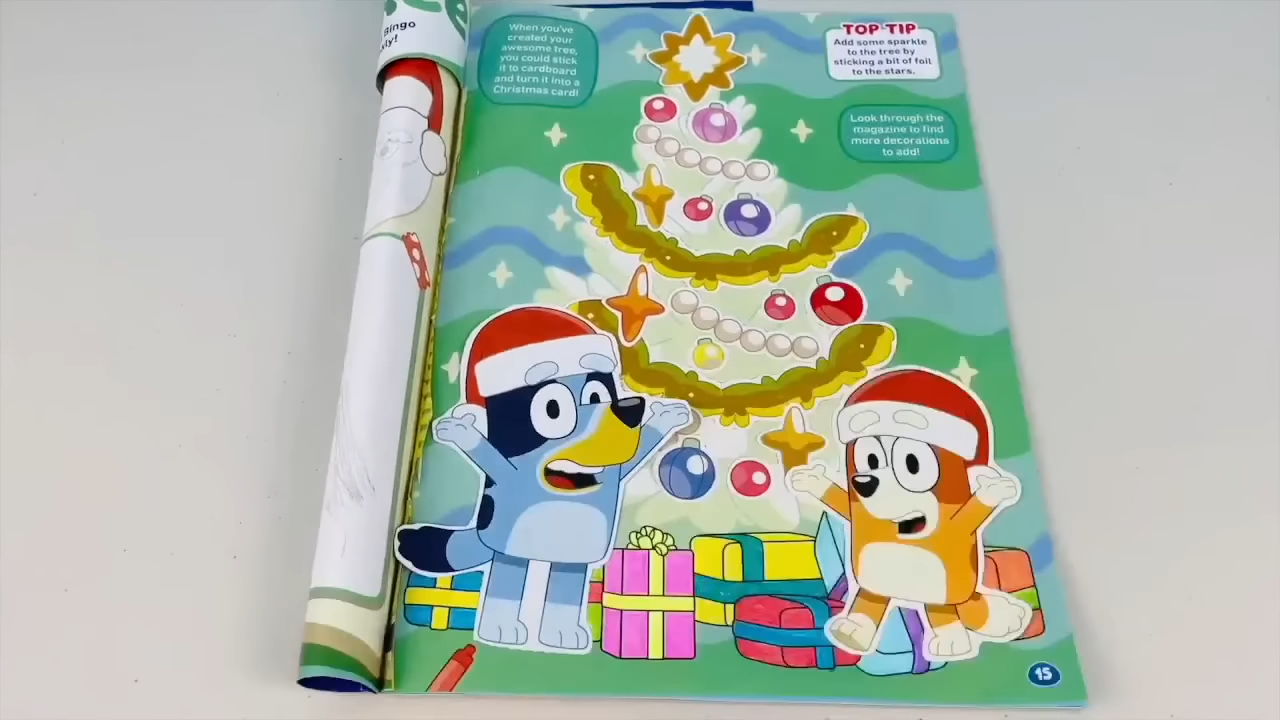 Bingo
When you've
created your
awesome tree,
you could stick
it to cardboard
and turn it into a
Christmas card!
TOP TIP
Add some sparkle
to the tree by
sticking a bit of foil
to the stars.
Look through the
magazine to find
more decorations
to add!
15